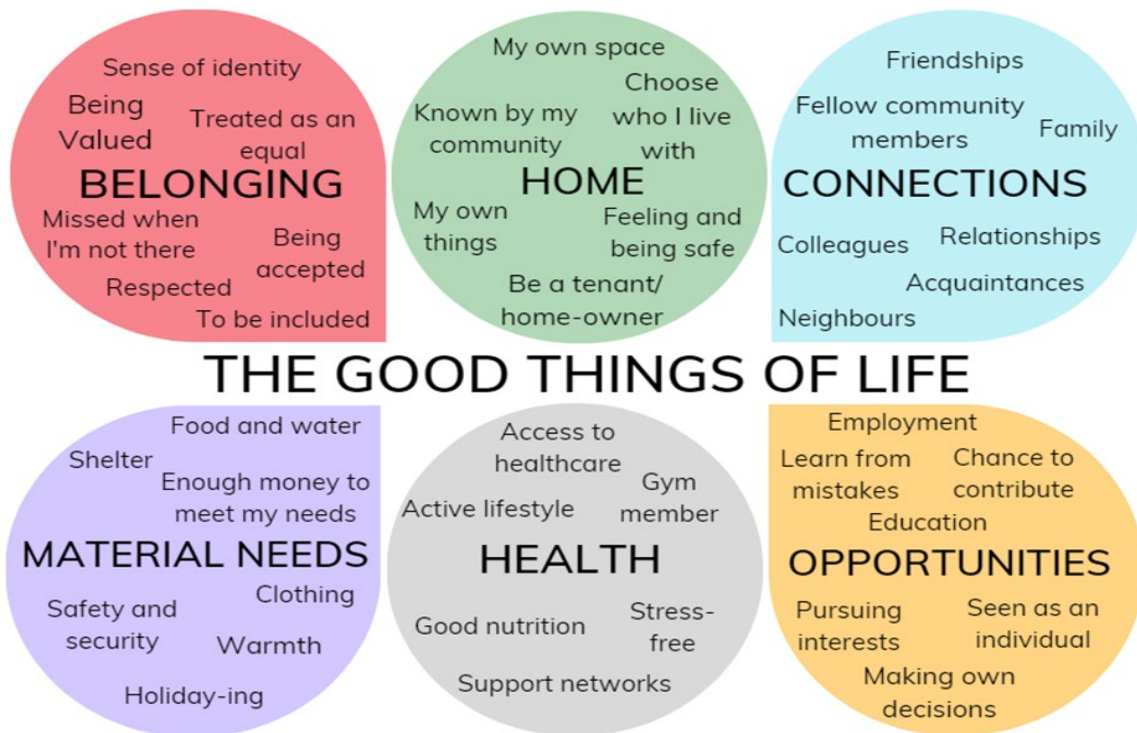 Sense of identity
Being
Valued
Treated as an
equal
BELONGING
Missed when
I'm not there
Being
accepted
Respected
To be included
My own space
Choose
who I live
with
Known by my
community
HOME
My own
things
Feeling and
being safe
Be a tenant/
home-owner
Friendships
Fellow community
members
Family
CONNECTIONS
Colleagues
Relationships
Acquaintances
Neighbours
THE GOOD THINGS OF LIFE
Food and water
Shelter
Enough money to
meet my needs
MATERIAL NEEDS
Clothing
Safety and
security
Warmth
Holiday-ing
Access to
healthcare
Gym
member
Active lifestyle
HEALTH
Good nutrition
Stress-
free
Support networks
Employment
Learn from
mistakes
Chance to
contribute
Education
OPPORTUNITIES
Pursuing
interests
Seen as an
individual
Making own
decisions